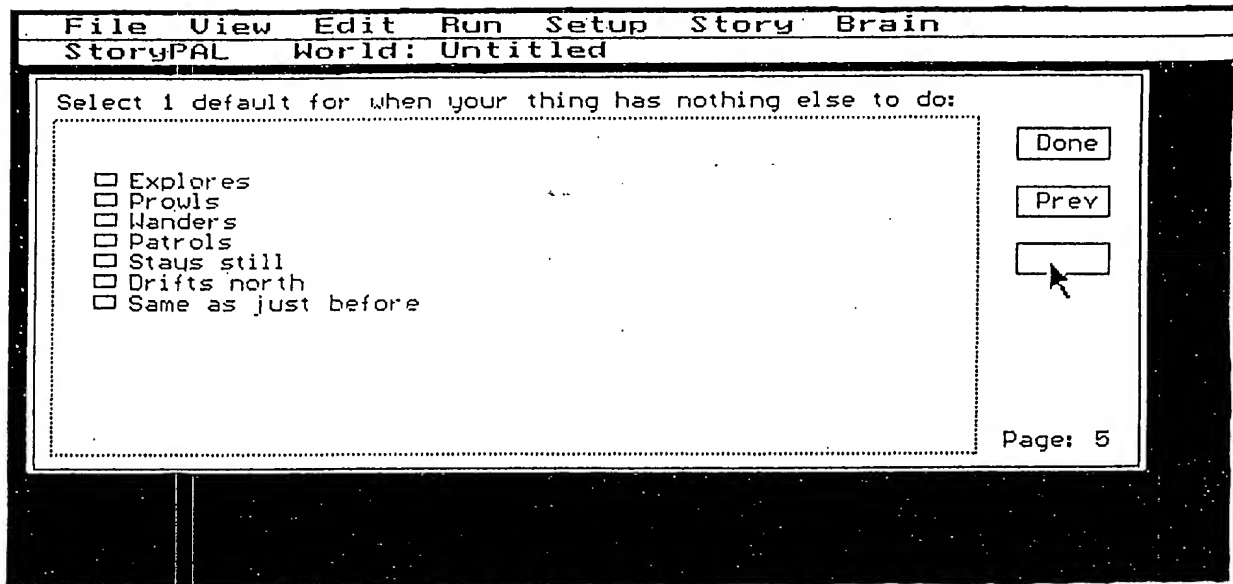 File View Edit Run Setup Story Brain
StoryPAL World: Untitled
Select 1 default for when your thing has nothing else to do:
Done
Explores
Prowls
Prev
Wanders
Patrols
Stays still
Drifts north
Same as just before
Page: 5